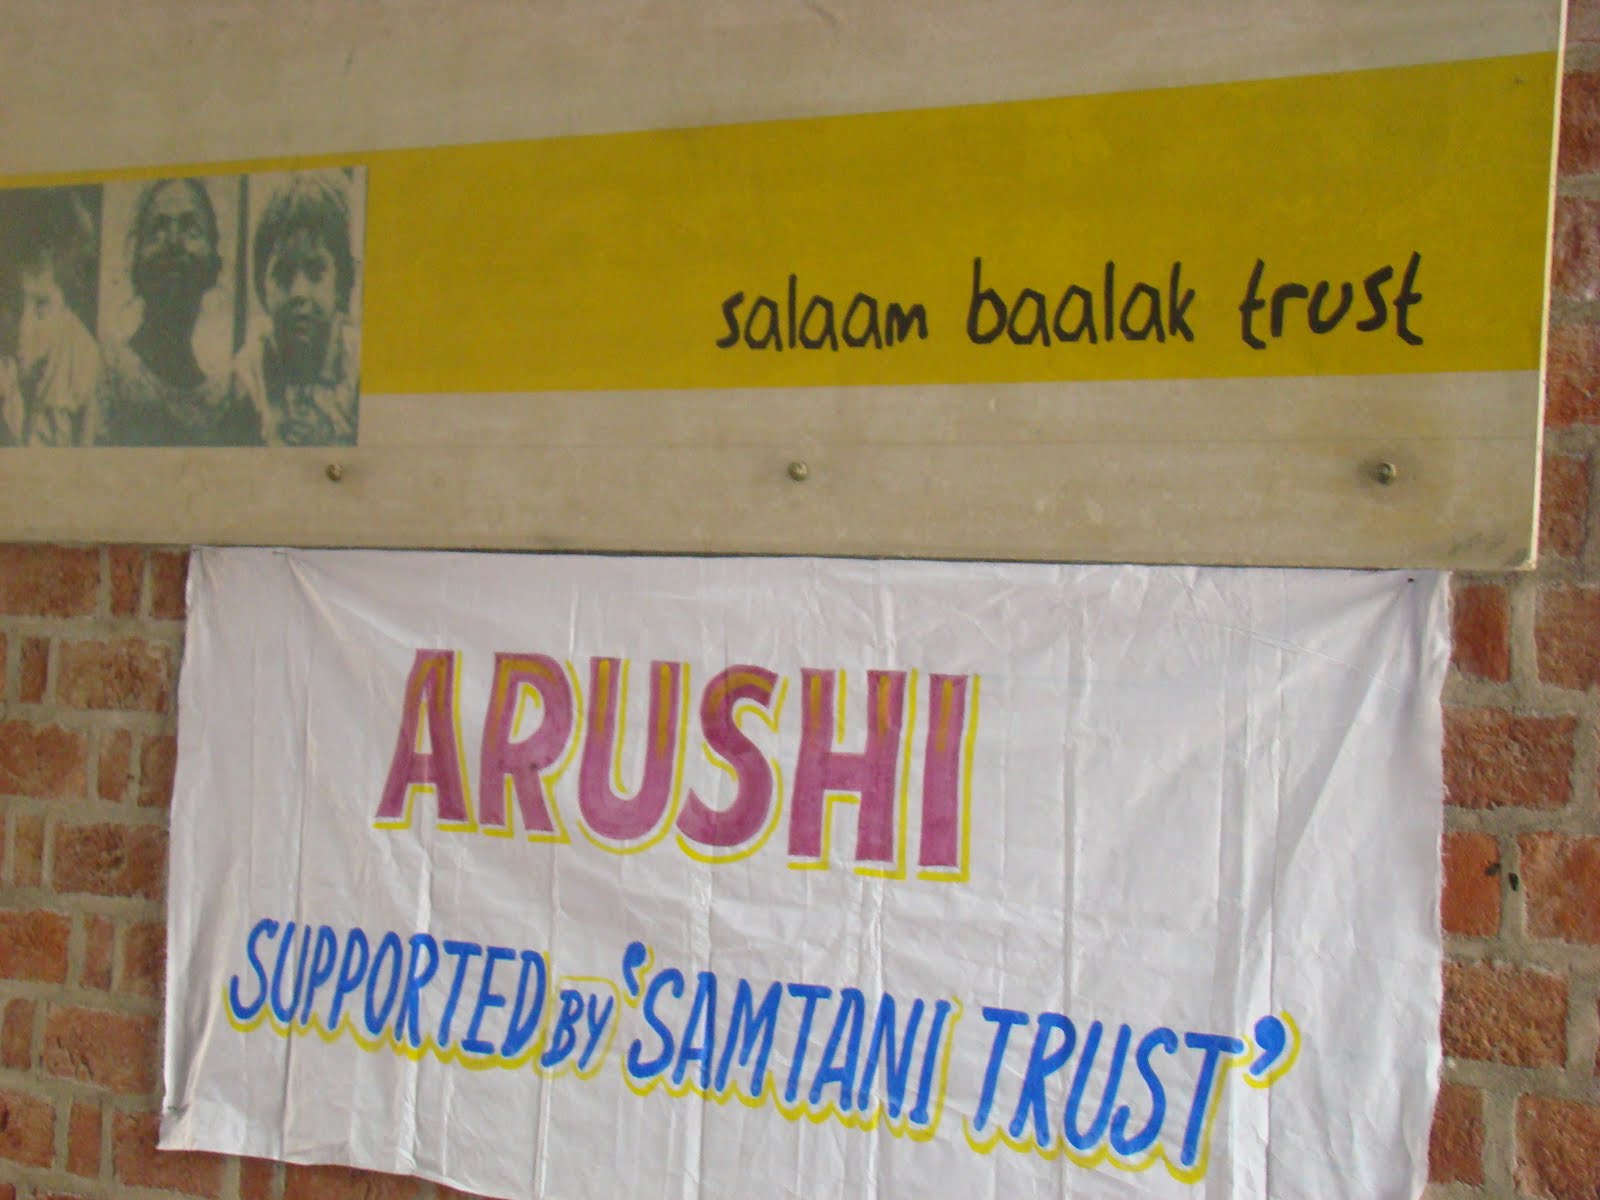 salaam baalak trust
ARUSHI
SUPPORTED BY 'SAMTANI TRUST'